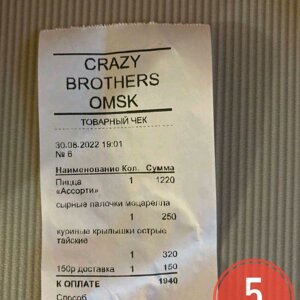 CRAZY
BROTHERS
OMSK
ТОВАРНЫЙ ЧЕК
30.08.2022 19:01
№ 6
Наименование Кол. Сумма
Пицца 1 1220
«Ассорти»
сырные палочки моцарелла
1 250
куриные крылышки острые
тайские
1 320
150р доставка 1 150
К ОПЛАТЕ 1940
Способ
5